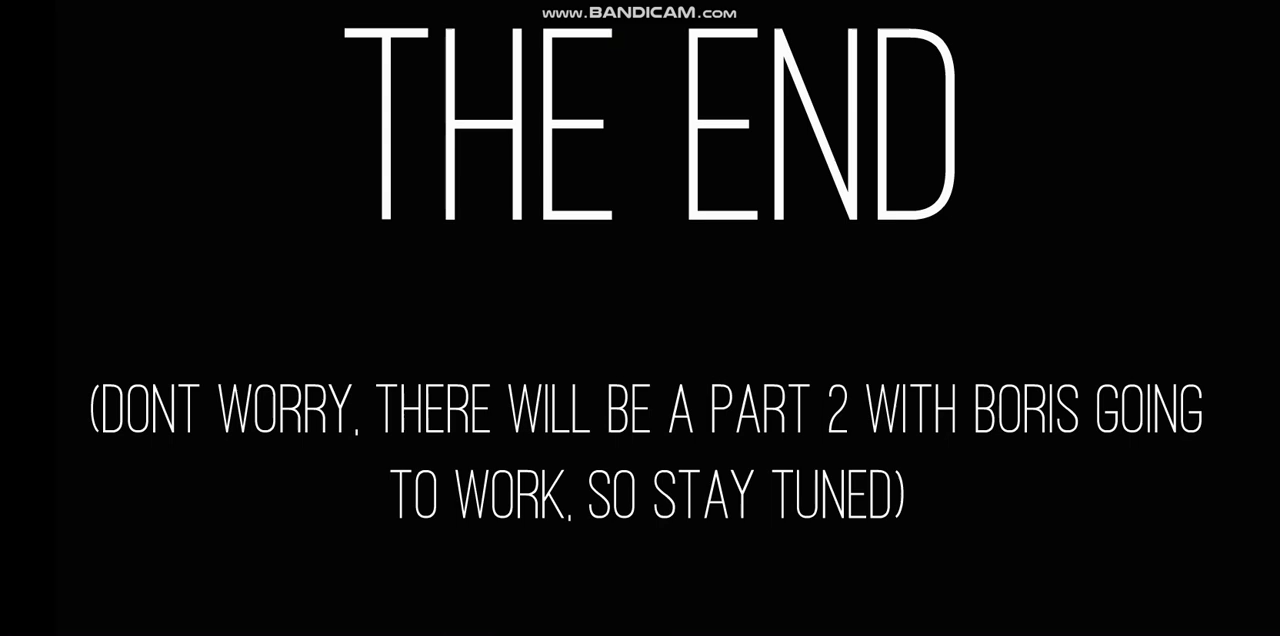 www.BANDICAM.com
THE END
(DONT WORRY, THERE WILL BE A PART 2 WITH BORIS GOING
TO WORK, SO STAY TUNED)